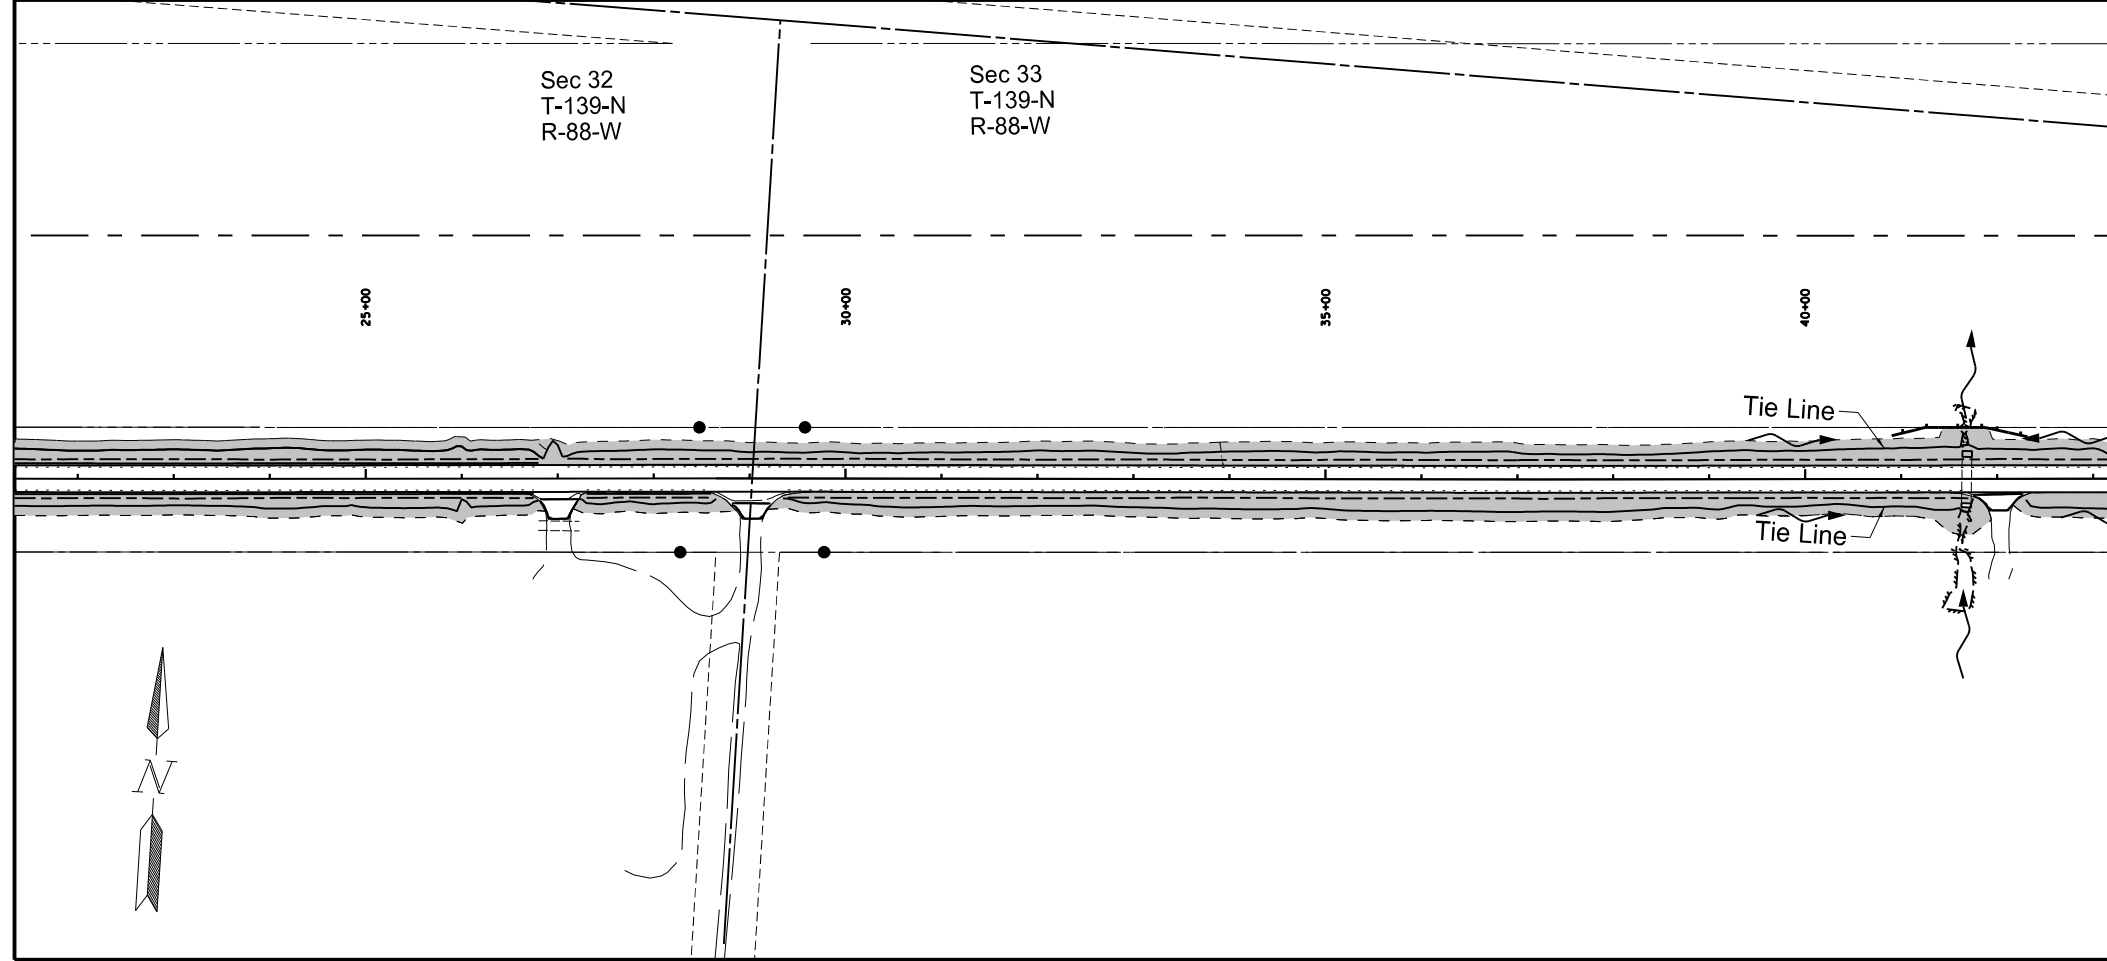 Sec 32
T-139-N
R-88-W
Sec 33
T-139-N
R-88-W
25+00
30+00
35+00
40+00
Tie Line
Tie Line
N